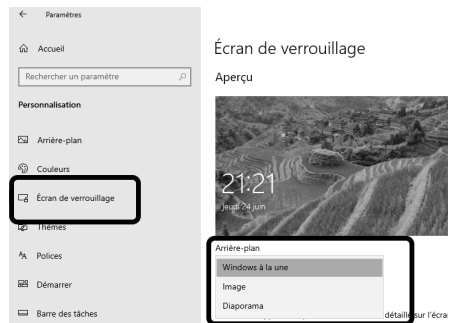 Paramètres
Accueil
Rechercher un paramètre
Personnalisation
Arrière-plan
Couleurs
Écran de verrouillage
Thèmes
Polices
Démarrer
Barre des tâches
Écran de verrouillage
Aperçu
21:21
jeudi 24 juin
Arrière-plan
Windows à la une
Image
Diaporama
détaillé sur l'écra